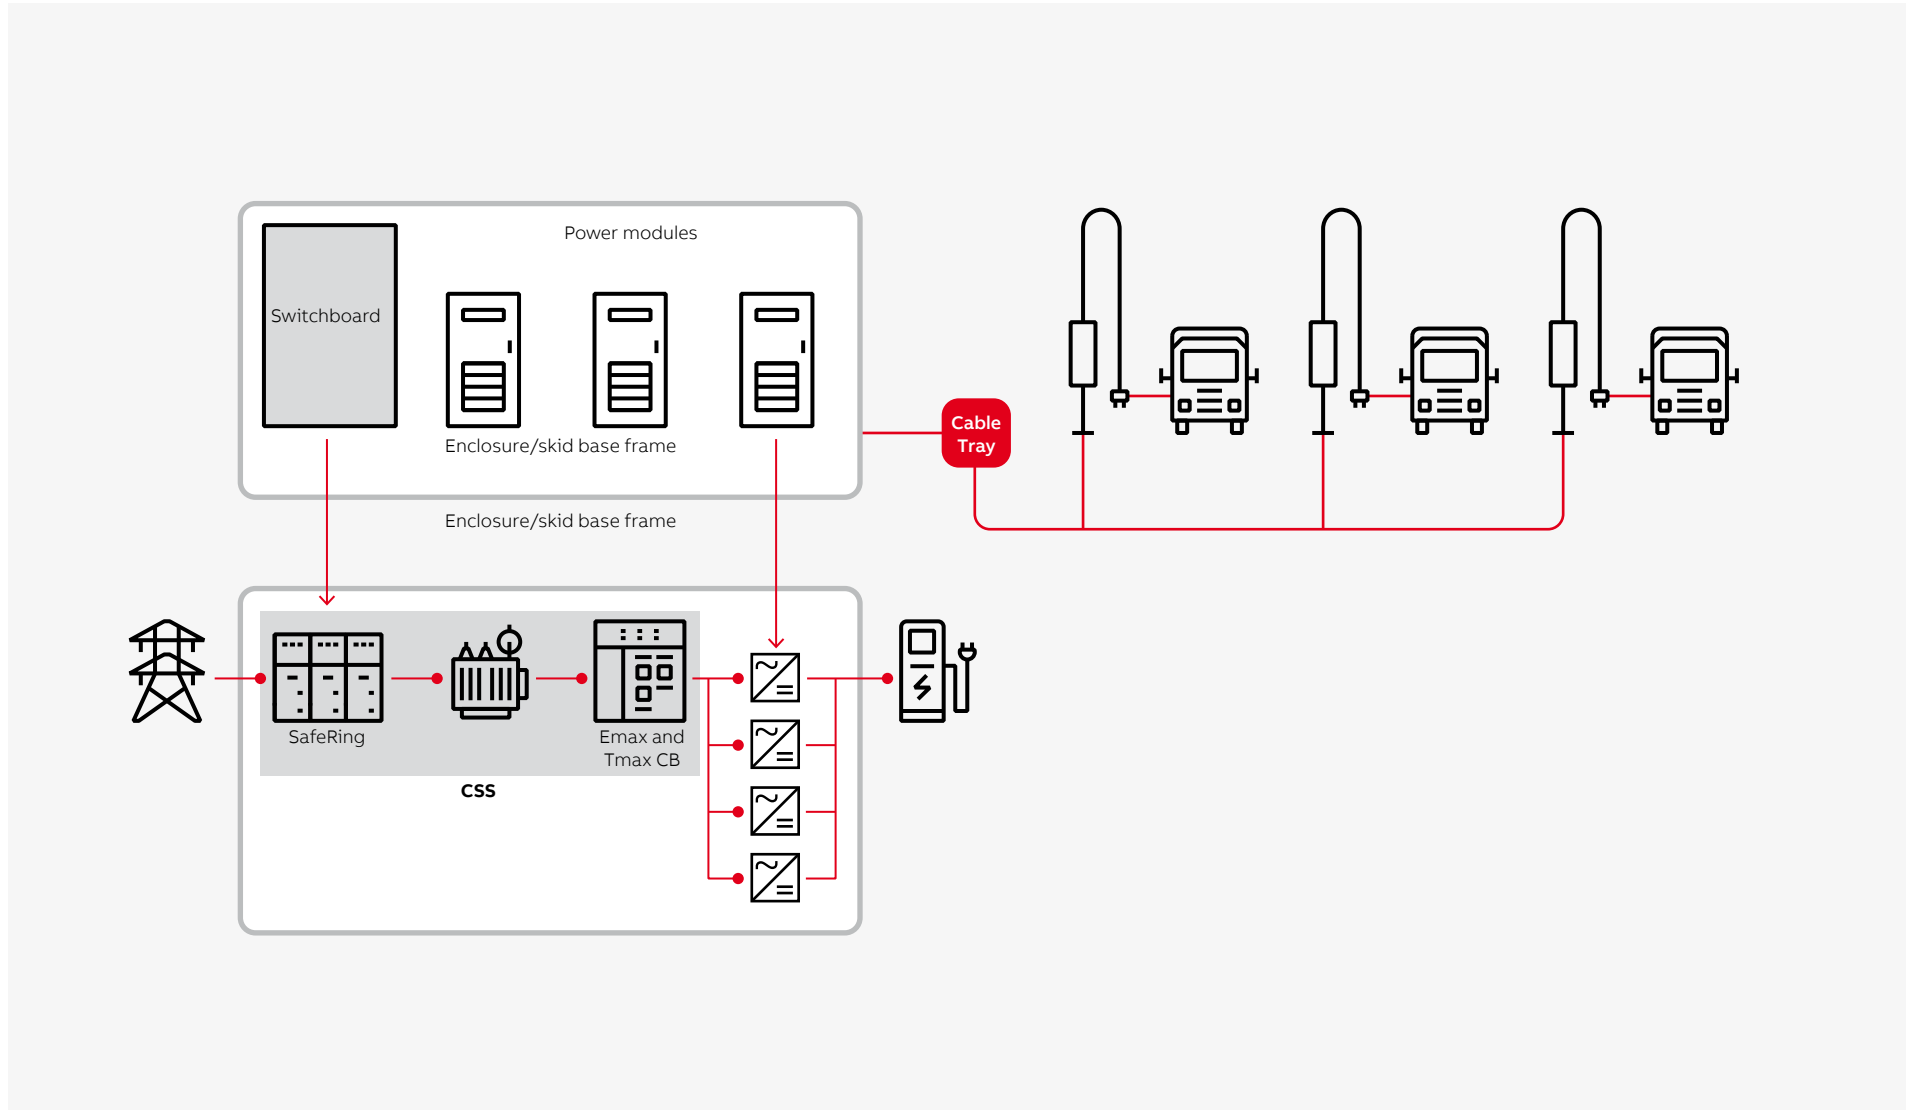 Power modules
Switchboard
Enclosure/skid base frame
Cable
Tray
Enclosure/skid base frame
SafeRing
Emax and
Tmax CB
CSS